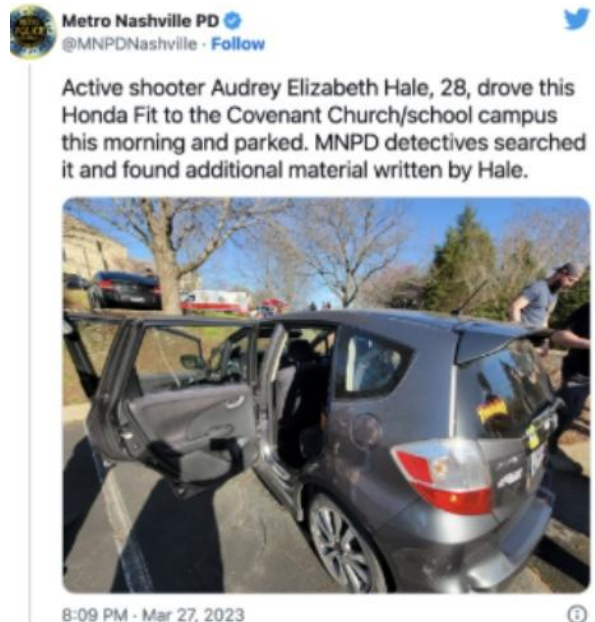 Metro Nashville PD
@MNPDNashville · Follow
Active shooter Audrey Elizabeth Hale, 28, drove this
Honda Fit to the Covenant Church/school campus
this morning and parked. MNPD detectives searched
it and found additional material written by Hale.
8:09 PM · Mar 27, 2023